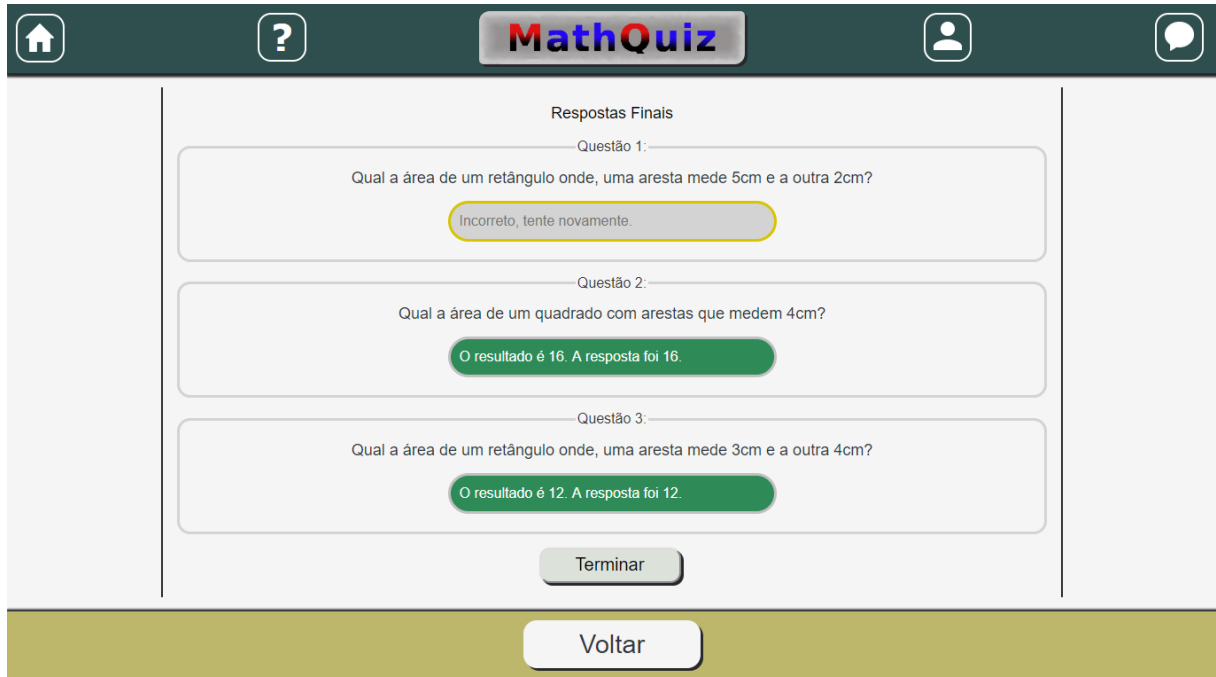 ?
MathQuiz
Respostas Finais
Questão 1:
Qual a área de um retângulo onde, uma aresta mede 5cm e a outra 2cm?
Incorreto, tente novamente.
Questão 2:
Qual a área de um quadrado com arestas que medem 4cm?
O resultado é 16. A resposta foi 16.
Questão 3:
Qual a área de um retângulo onde, uma aresta mede 3cm e a outra 4cm?
O resultado é 12. A resposta foi 12.
Terminar
Voltar